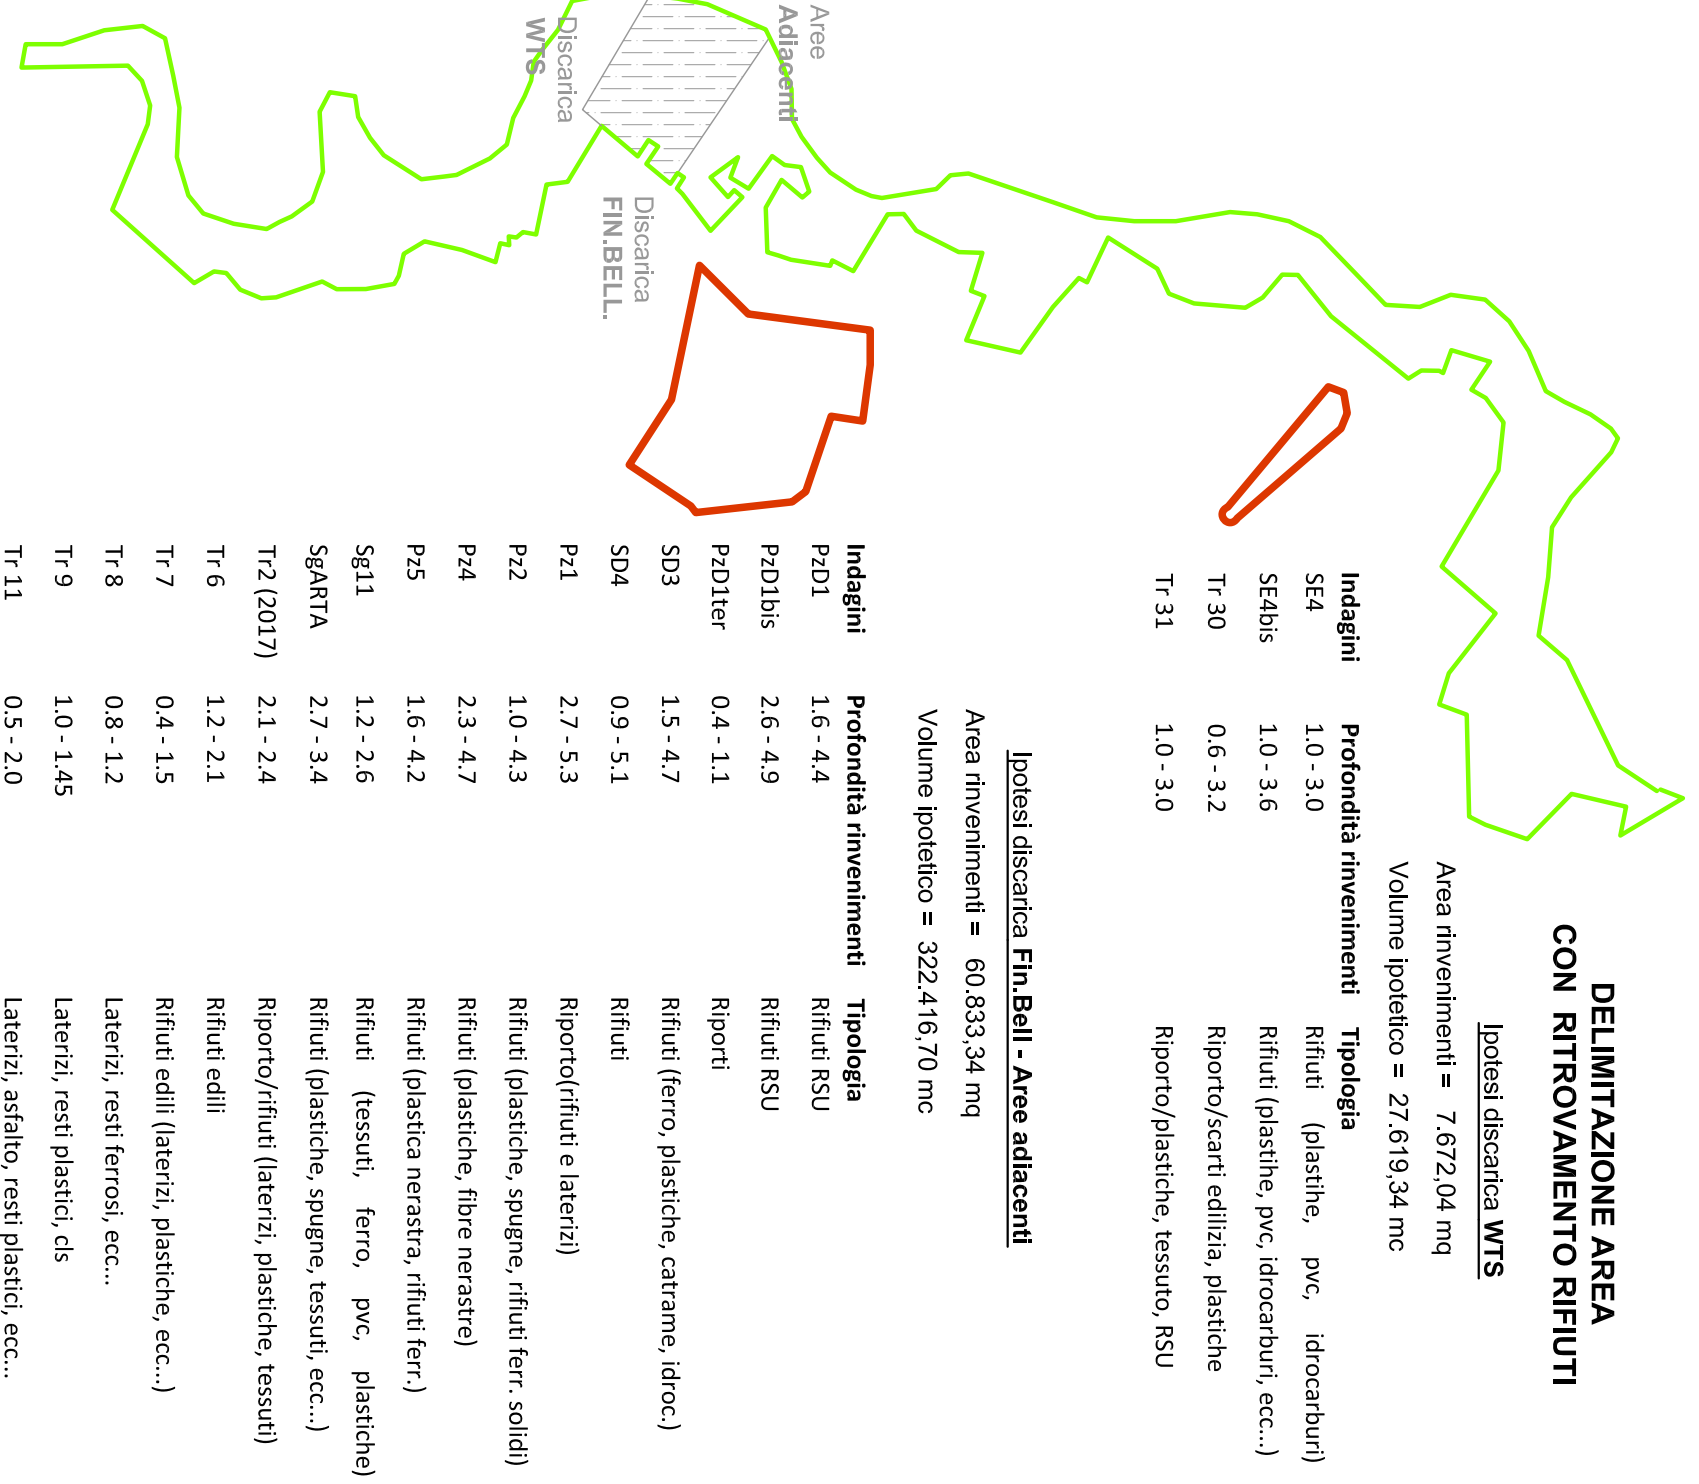 DELIMITAZIONE AREA
CON RITROVAMENTO RIFIUTI
Ipotesi discarica WTS
Area rinvenimenti = 7.672,04 mq
Volume ipotetico = 27.619,34 mc
Indagini Profondità rinvenimenti Tipologia
SE4 1.0 - 3.0 Rifiuti (plastihe, pvc, idrocarburi)
SE4bis 1.0 - 3.6 Rifiuti (plastihe, pvc, idrocarburi, ecc...)
Tr 30 0.6 - 3.2 Riporto/scarti edilizia, plastiche
Tr 31 1.0 - 3.0 Riporto/plastiche, tessuto, RSU
Ipotesi discarica Fin.Bell - Aree adiacenti
Area rinvenimenti = 60.833,34 mq
Volume ipotetico = 322.416,70 mc
Indagini Profondità rinvenimenti Tipologia
PzD1 1.6 - 4.4 Rifiuti RSU
PzD1bis 2.6 - 4.9 Rifiuti RSU
PzD1ter 0.4 - 1.1 Riporti
SD3 1.5 - 4.7 Rifiuti (ferro, plastiche, catrame, idroc.)
SD4 0.9 - 5.1 Rifiuti
Pz1 2.7 - 5.3 Riporto(rifiuti e laterizi)
Pz2 1.0 - 4.3 Rifiuti (plastiche, spugne, rifiuti ferr. solidi)
Pz4 2.3 - 4.7 Rifiuti (plastiche, fibre nerastre)
Pz5 1.6 - 4.2 Rifiuti (plastica nerastra, rifiuti ferr.)
Sg11 1.2 - 2.6 Rifiuti (tessuti, ferro, pvc, plastiche)
SgARTA 2.7 - 3.4 Rifiuti (plastiche, spugne, tessuti, ecc...)
Tr2 (2017) 2.1 - 2.4 Riporto/rifiuti (laterizi, plastiche, tessuti)
Tr 6 1.2 - 2.1 Rifiuti edili
Tr 7 0.4 - 1.5 Rifiuti edili (laterizi, plastiche, ecc...)
Tr 8 0.8 - 1.2 Laterizi, resti ferrosi, ecc...
Tr 9 1.0 - 1.45 Laterizi, resti plastici, cls
Tr 11 0.5 - 2.0 Laterizi, asfalto, resti plastici, ecc...
Aree
Adiacenti
Discarica
FIN.BELL.
Discarica
WTS